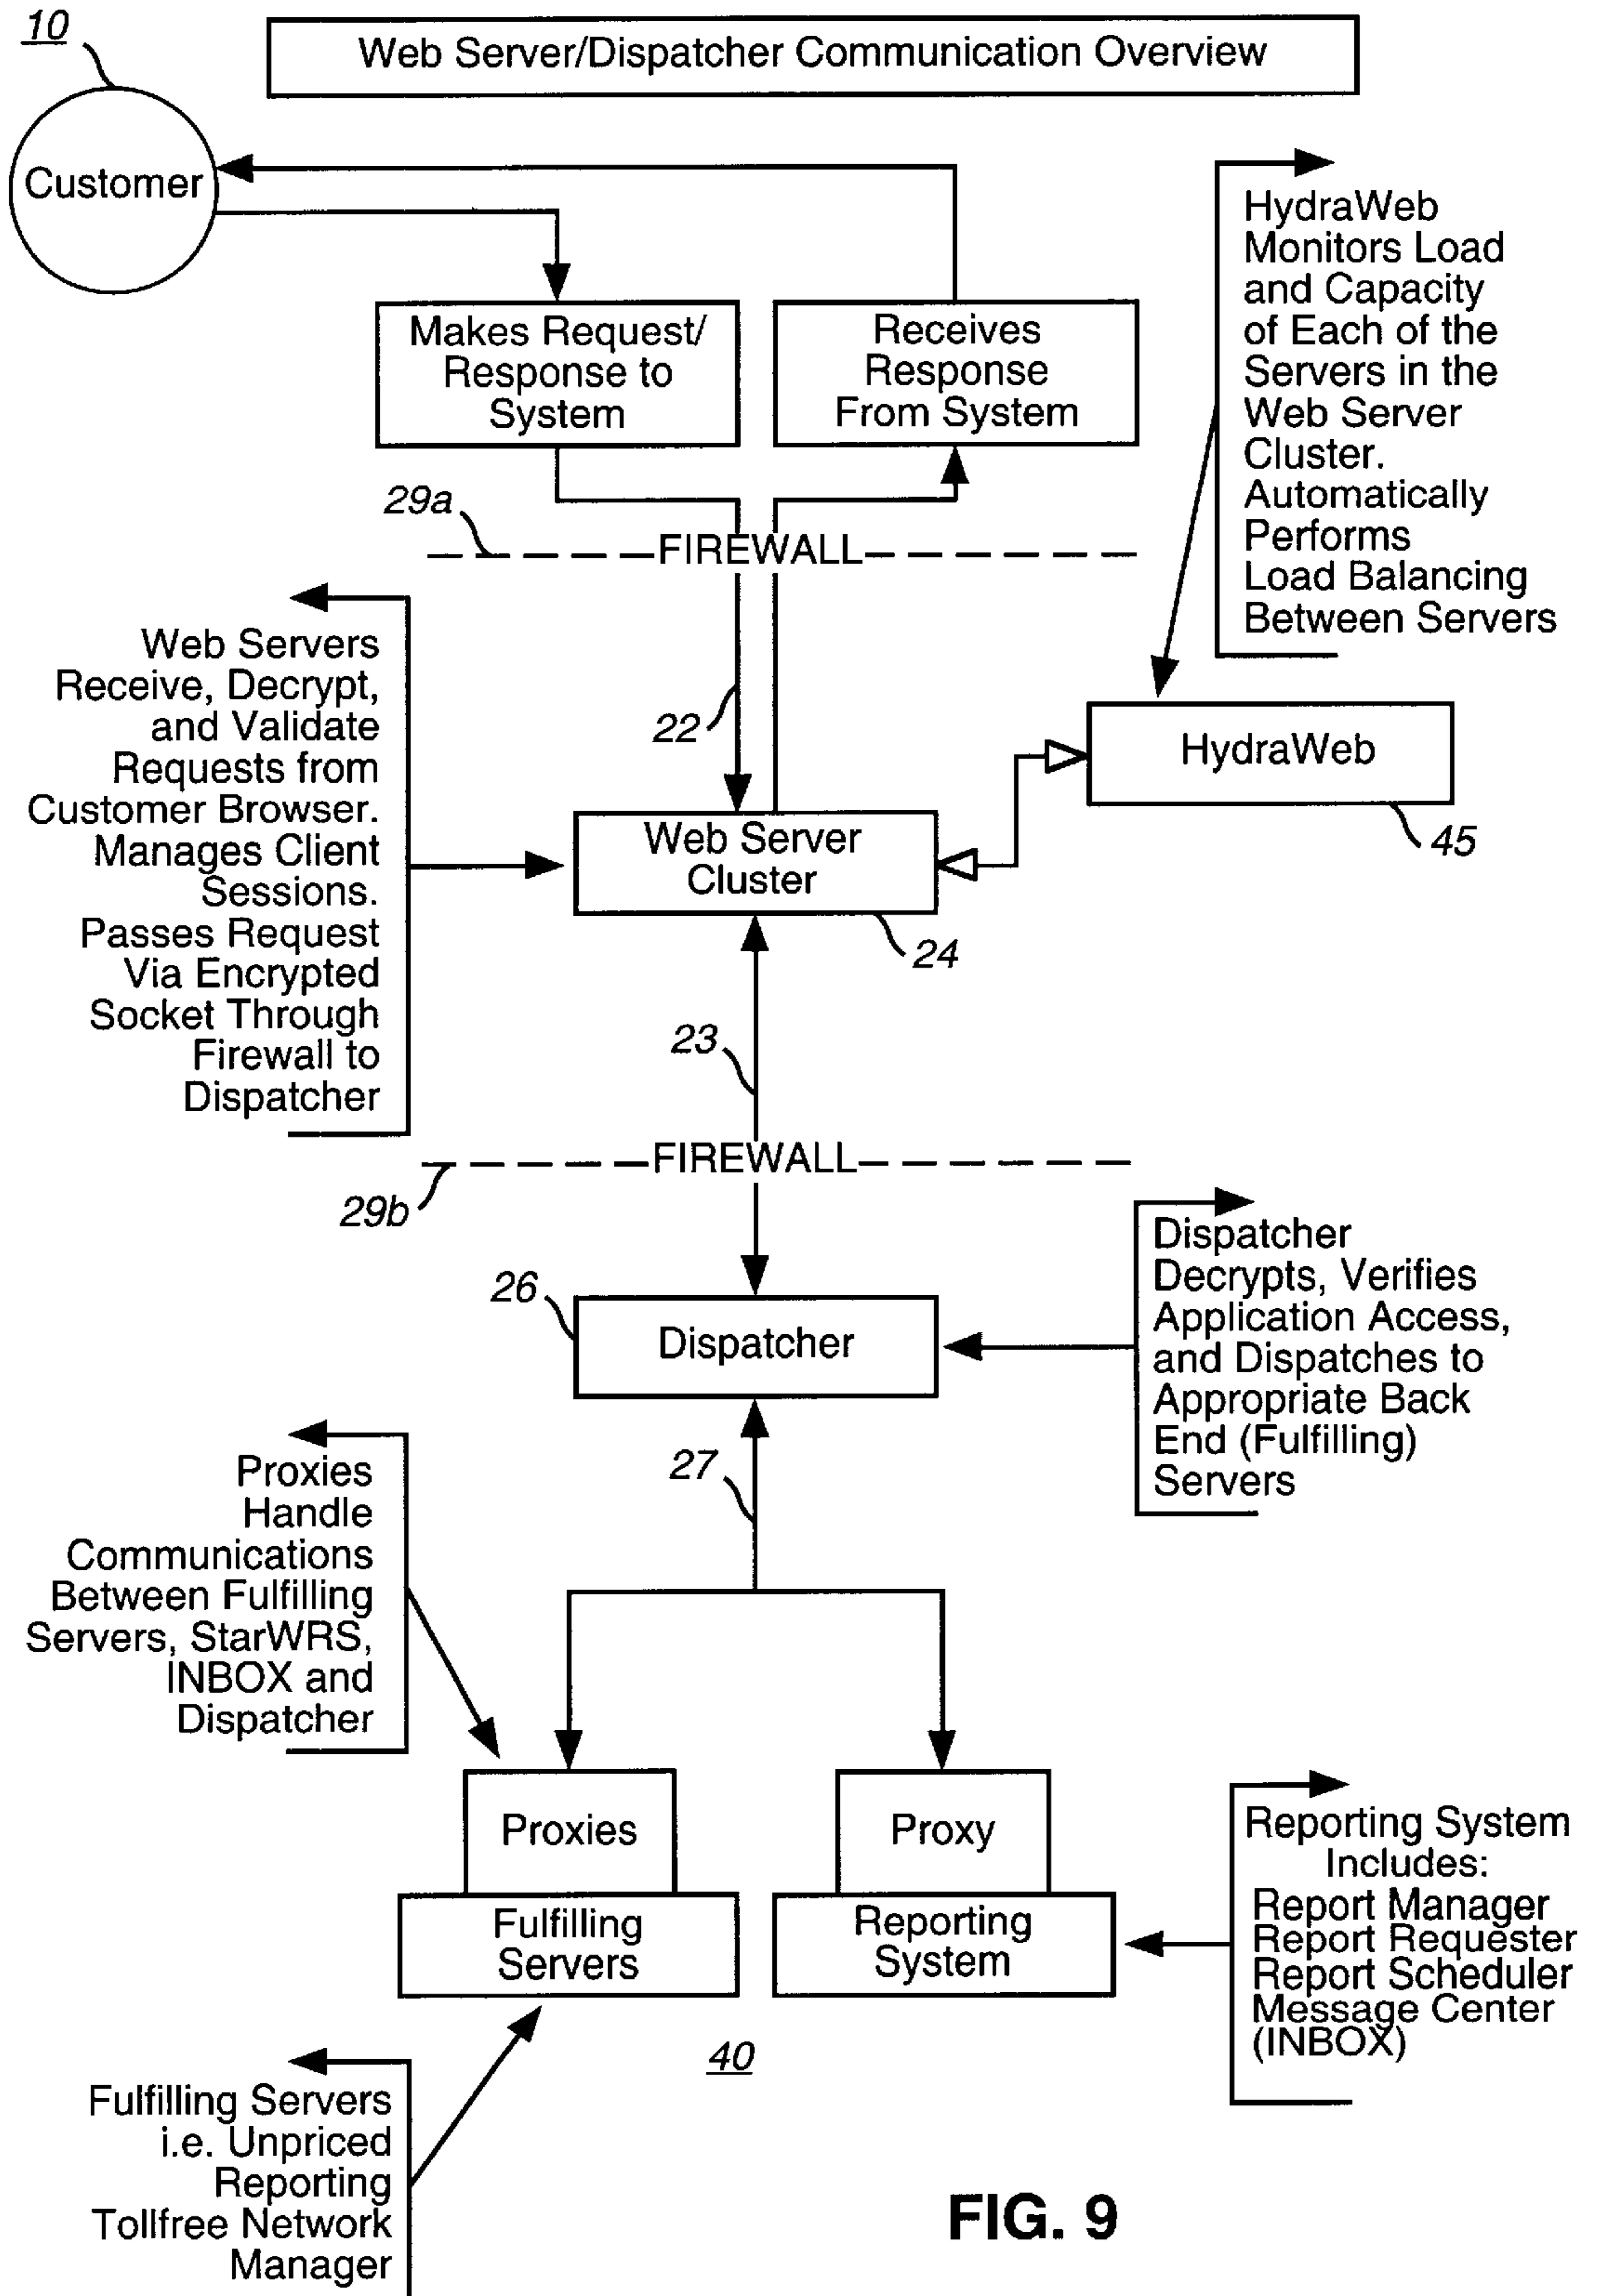 10
Web Server/Dispatcher Communication Overview
Customer
Makes Request/
Response to
System
Receives
Response
From System
HydraWeb
Monitors Load
and Capacity
of Each of the
Servers in the
Web Server
Cluster.
Automatically
Performs
Load Balancing
Between Servers
29a
FIREWALL
Web Servers
Receive, Decrypt,
and Validate
Requests from
Customer Browser.
Manages Client
Sessions.
Passes Request
Via Encrypted
Socket Through
Firewall to
Dispatcher
22
HydraWeb
45
Web Server
Cluster
24
23
FIREWALL
29b
26
Dispatcher
Dispatcher
Decrypts, Verifies
Application Access,
and Dispatches to
Appropriate Back
End (Fulfilling)
Servers
27
Proxies
Handle
Communications
Between Fulfilling
Servers, StarWRS,
INBOX and
Dispatcher
Proxies
Fulfilling
Servers
Proxy
Reporting
System
Reporting System
Includes:
Report Manager
Report Requester
Report Scheduler
Message Center
(INBOX)
40
Fulfilling Servers
i.e. Unpriced
Reporting
Tollfree Network
Manager
FIG. 9